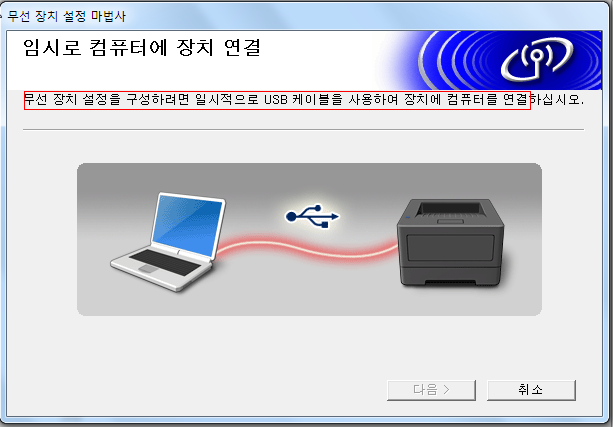 무선 장치 설정 마법사
임시로 컴퓨터에 장치 연결
무선 장치 설정을 구성하려면 일시적으로 USB 케이블을 사용하여 장치에 컴퓨터를 연결하십시오.
다음 >
취소